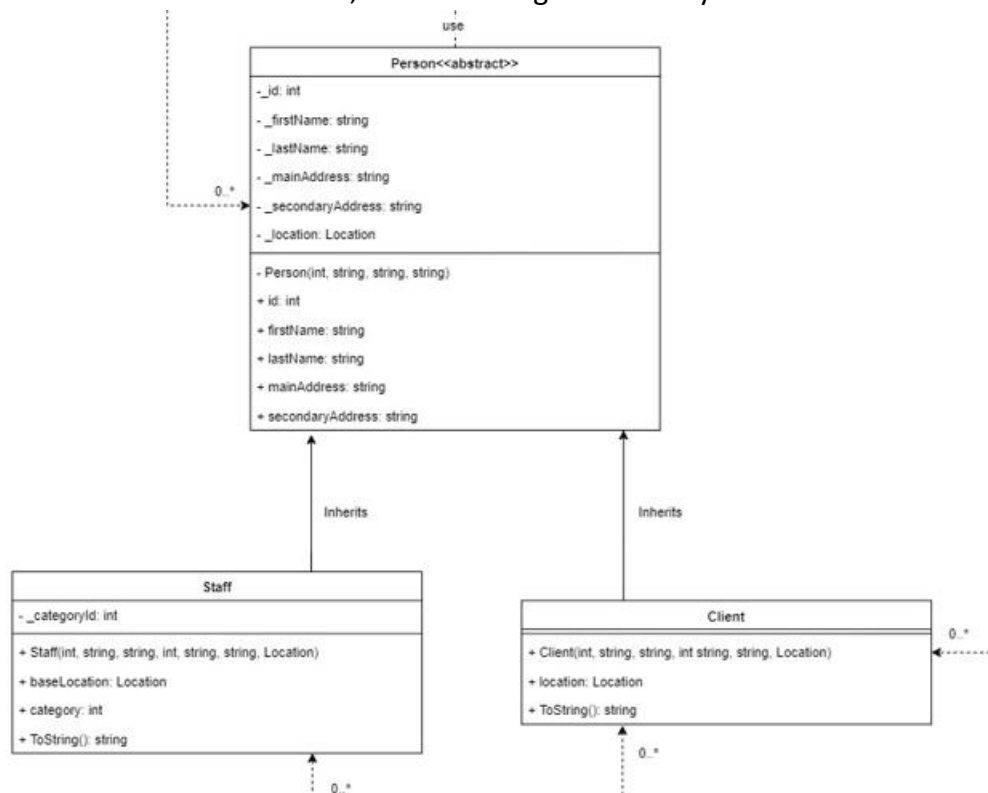 use
Person<<abstract>>
- _id: int
- _firstName: string
- _lastName: string
- _mainAddress: string
0..*
- _secondaryAddress: string
- _location: Location
- Person(int, string, string, string)
+ id: int
+ firstName: string
+ lastName: string
+ mainAddress: string
+ secondaryAddress: string
Inherits
Inherits
Staff
- _categoryId: int
+ Staff(int, string, string, int, string, string, Location)
+ baseLocation: Location
+ category: int
+ ToString(): string
0..*
Client
+ Client(int, string, string, int string, string, Location)
+ location: Location
+ ToString(): string
0..*
0..*